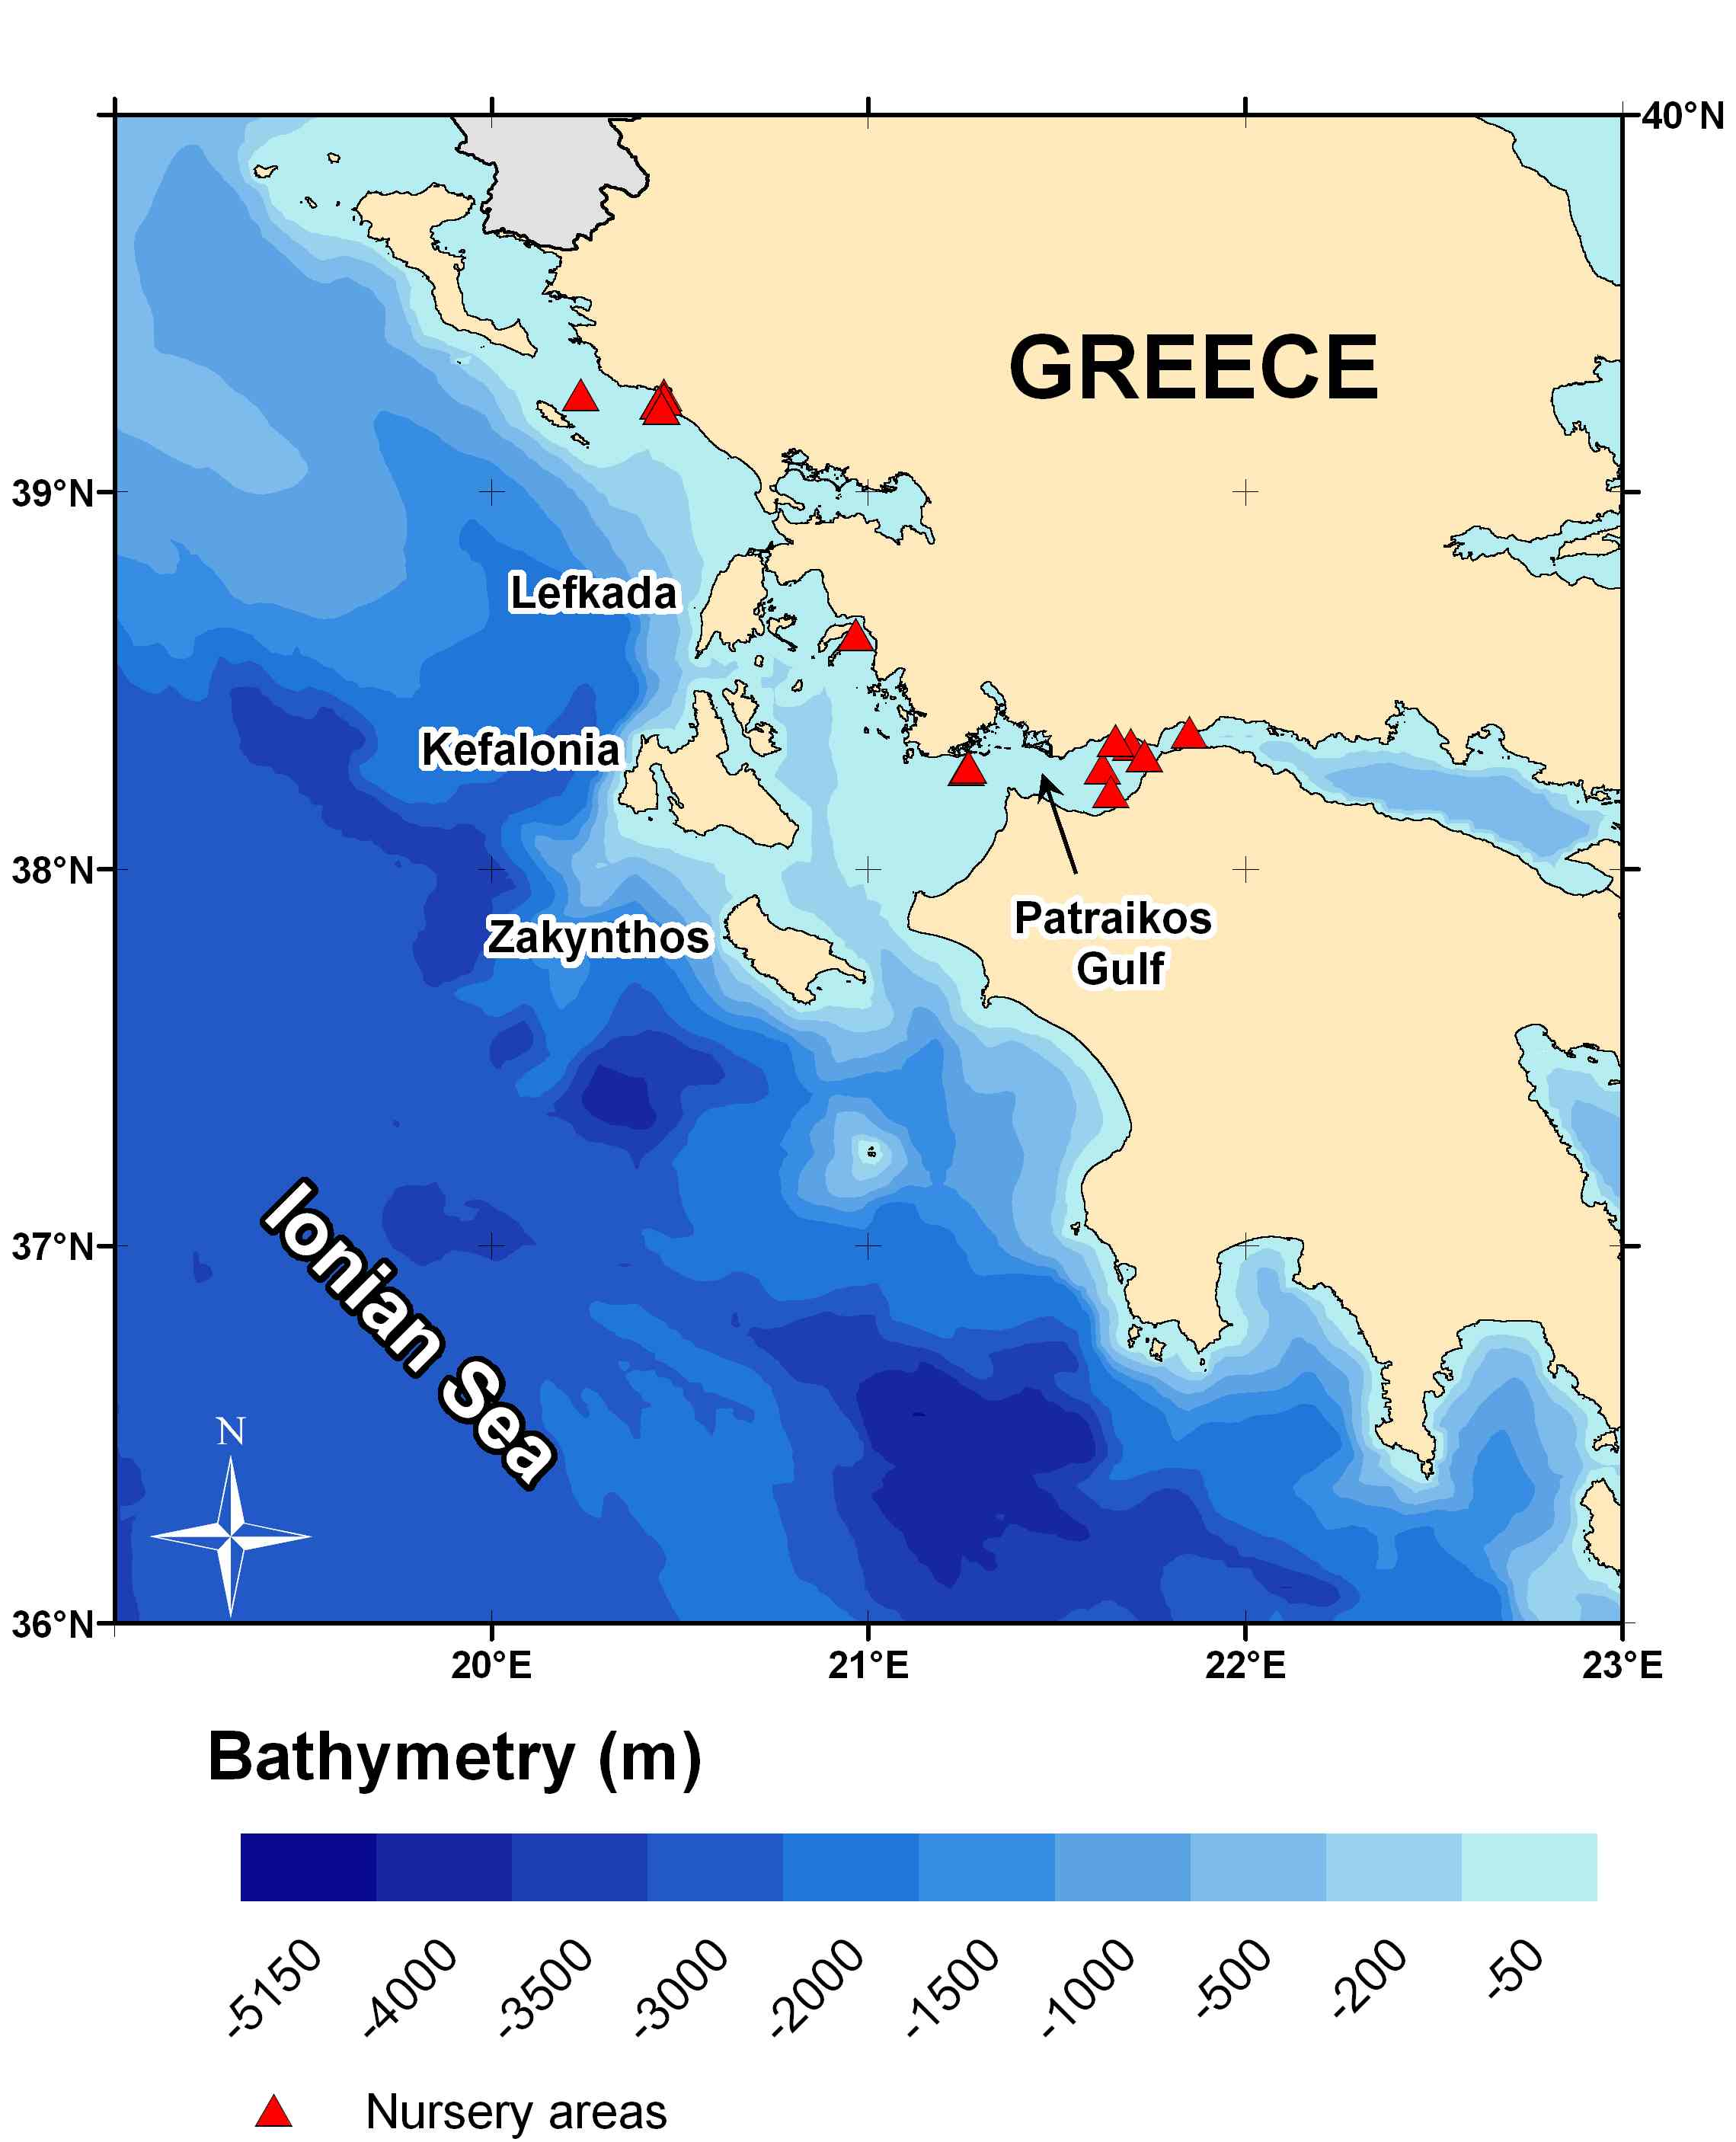 40°N
GREECE
39°N
Lefkada
Kefalonia
38°N
Patraikos
Gulf
Zakynthos
37°N
Ionian Sea
N
36°N
20°E
21°E
22°E
23°E
Bathymetry (m)
-5150
-4000
-3500
-3000
-2000
-1500
-1000
-500
-200
-50
Nursery areas